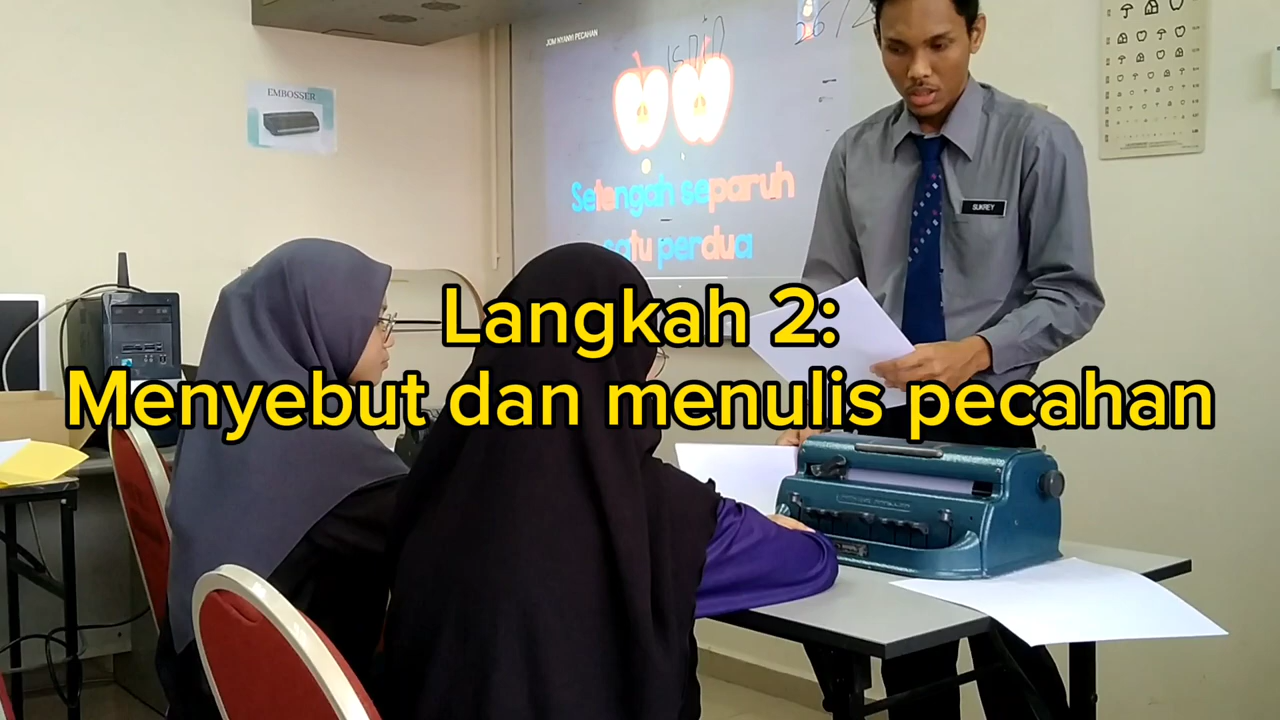 EMBOSSER
JOM NYANYI PECAHAN
Setengah separuh
satu perdua
SUKREY
Langkah 2:
Menyebut dan menulis pecahan